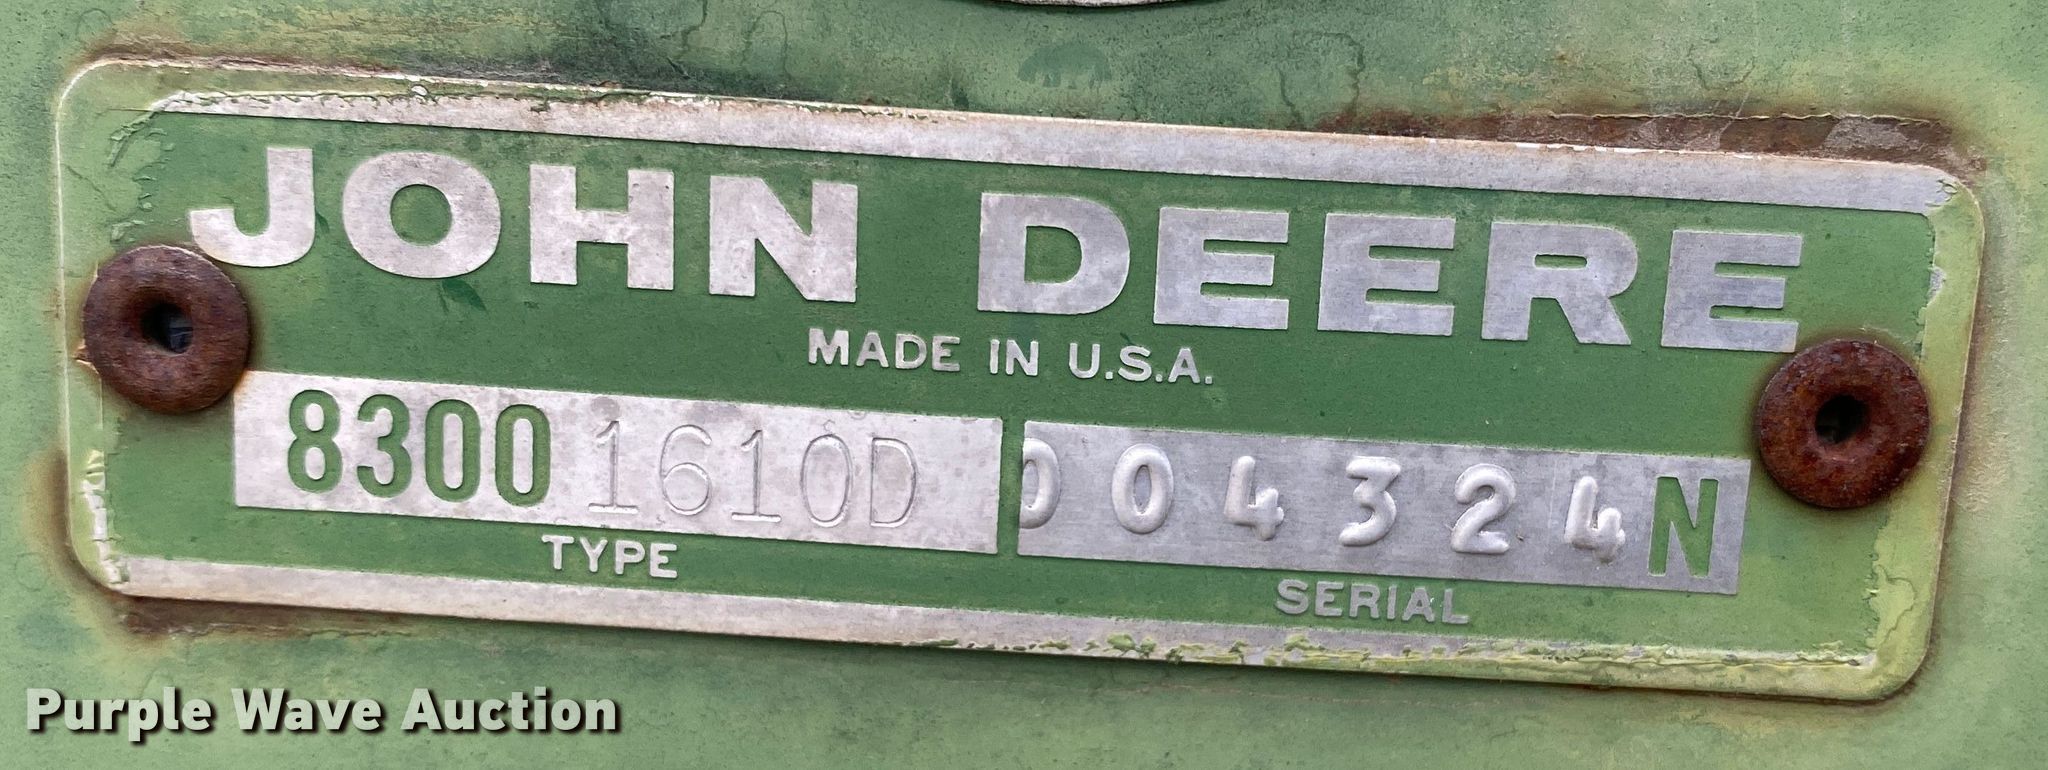 JOHN DEERE
MADE IN U.S.A.
8300 1610D 004324N
TYPE SERIAL
Purple Wave Auction